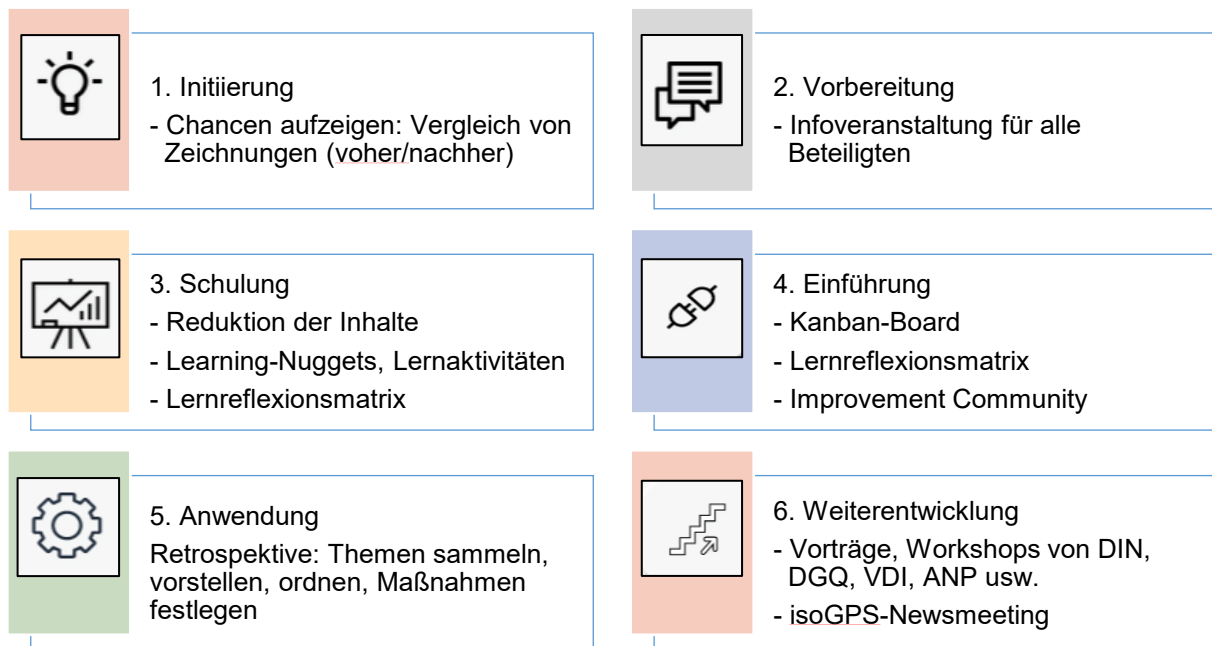 1. Initiierung
- Chancen aufzeigen: Vergleich von
Zeichnungen (voher/nachher)
2. Vorbereitung
- Infoveranstaltung für alle
Beteiligten
3. Schulung
- Reduktion der Inhalte
- Learning-Nuggets, Lernaktivitäten
- Lernreflexionsmatrix
4. Einführung
- Kanban-Board
- Lernreflexionsmatrix
- Improvement Community
5. Anwendung
Retrospektive: Themen sammeln,
vorstellen, ordnen, Maßnahmen
festlegen
6. Weiterentwicklung
- Vorträge, Workshops von DIN,
DGQ, VDI, ANP usw.
- isoGPS-Newsmeeting